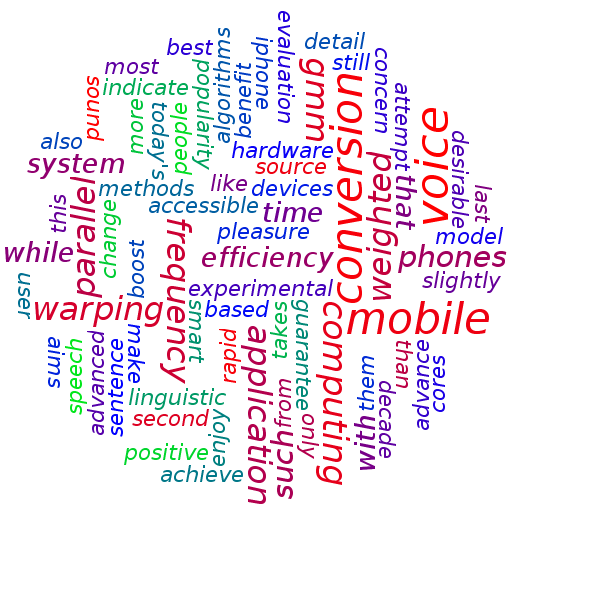 best
detail
still
most
indicate
evaluation
iphone
algorithms
benefit
concern
attempt
punos
more
today's
people
popularity
gmm
conversion
voice
hardware
source
also
system
methods
like
devices
weighted
that
desirable
last
this
parallel
change
accessible
time
pleasure
model
while
frequency
efficiency
phones
boost
user
experimental
slightly
warping
smart
based
takes
guarantee
computing
mobile
aims
speech
advanced
sentence
make
rapid
application
them
than
advance
cores
linguistic
second
enjoy
such
from
only
with
decade
positive
achieve